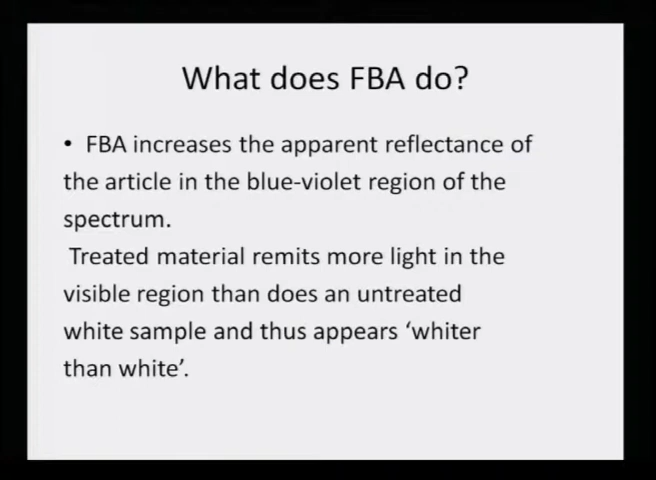 What does FBA do?
• FBA increases the apparent reflectance of
the article in the blue-violet region of the
spectrum.
Treated material remits more light in the
visible region than does an untreated
white sample and thus appears ‘whiter
than white’.